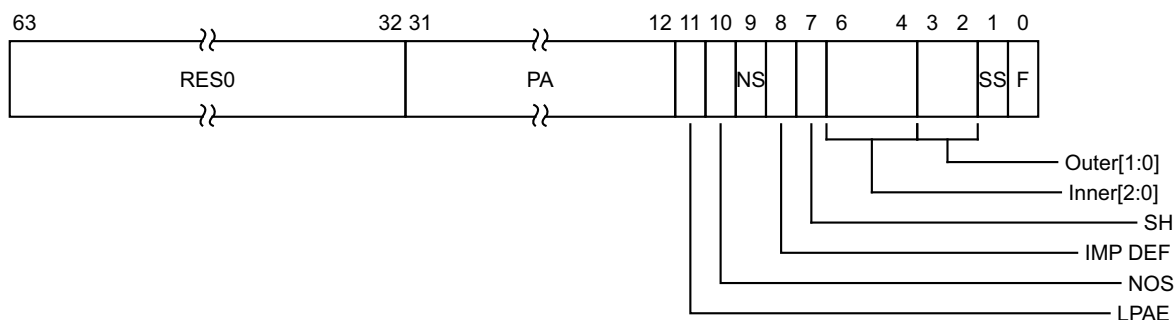 63 32 31 12 11 10 9 8 7 6 4 3 2 1 0
RES0 PA NS SS F
Outer[1:0]
Inner[2:0]
SH
IMP DEF
NOS
LPAE